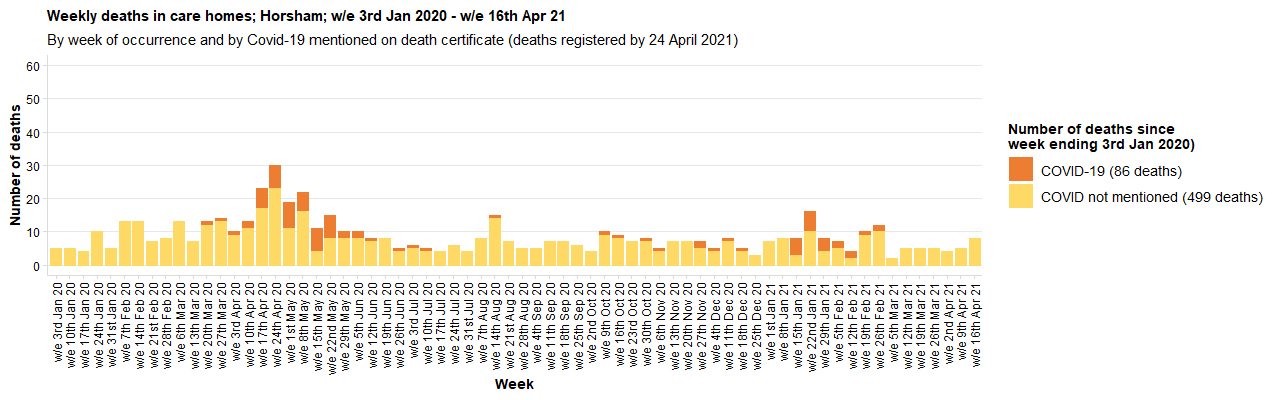 Weekly deaths in care homes; Horsham; w/e 3rd Jan 2020 - w/e 16th Apr 21
By week of occurrence and by Covid-19 mentioned on death certificate (deaths registered by 24 April 2021)
60
50
40
30
20
10
0
Number of deaths
w/e 3rd Jan 20
w/e 10th Jan 20
w/e 17th Jan 20
w/e 24th Jan 20
w/e 31st Jan 20
w/e 7th Feb 20
w/e 14th Feb 20
w/e 21st Feb 20
w/e 28th Feb 20
w/e 6th Mar 20
w/e 13th Mar 20
w/e 20th Mar 20
w/e 27th Mar 20
w/e 3rd Apr 20
w/e 10th Apr 20
w/e 17th Apr 20
w/e 24th Apr 20
w/e 1st May 20
w/e 8th May 20
w/e 15th May 20
w/e 22nd May 20
w/e 29th May 20
w/e 5th Jun 20
w/e 12th Jun 20
w/e 19th Jun 20
w/e 26th Jun 20
w/e 3rd Jul 20
w/e 10th Jul 20
w/e 17th Jul 20
w/e 24th Jul 20
w/e 31st Jul 20
w/e 7th Aug 20
w/e 14th Aug 20
w/e 21st Aug 20
w/e 28th Aug 20
w/e 4th Sep 20
w/e 11th Sep 20
w/e 18th Sep 20
w/e 25th Sep 20
w/e 2nd Oct 20
w/e 9th Oct 20
w/e 16th Oct 20
w/e 23rd Oct 20
w/e 30th Oct 20
w/e 6th Nov 20
w/e 13th Nov 20
w/e 20th Nov 20
w/e 27th Nov 20
w/e 4th Dec 20
w/e 11th Dec 20
w/e 18th Dec 20
w/e 25th Dec 20
w/e 1st Jan 21
w/e 8th Jan 21
w/e 15th Jan 21
w/e 22nd Jan 21
w/e 29th Jan 21
w/e 5th Feb 21
w/e 12th Feb 21
w/e 19th Feb 21
w/e 26th Feb 21
w/e 5th Mar 21
w/e 12th Mar 21
w/e 19th Mar 21
w/e 26th Mar 21
w/e 2nd Apr 21
w/e 9th Apr 21
w/e 16th Apr 21
Week
Number of deaths since
week ending 3rd Jan 2020)
COVID-19 (86 deaths)
COVID not mentioned (499 deaths)